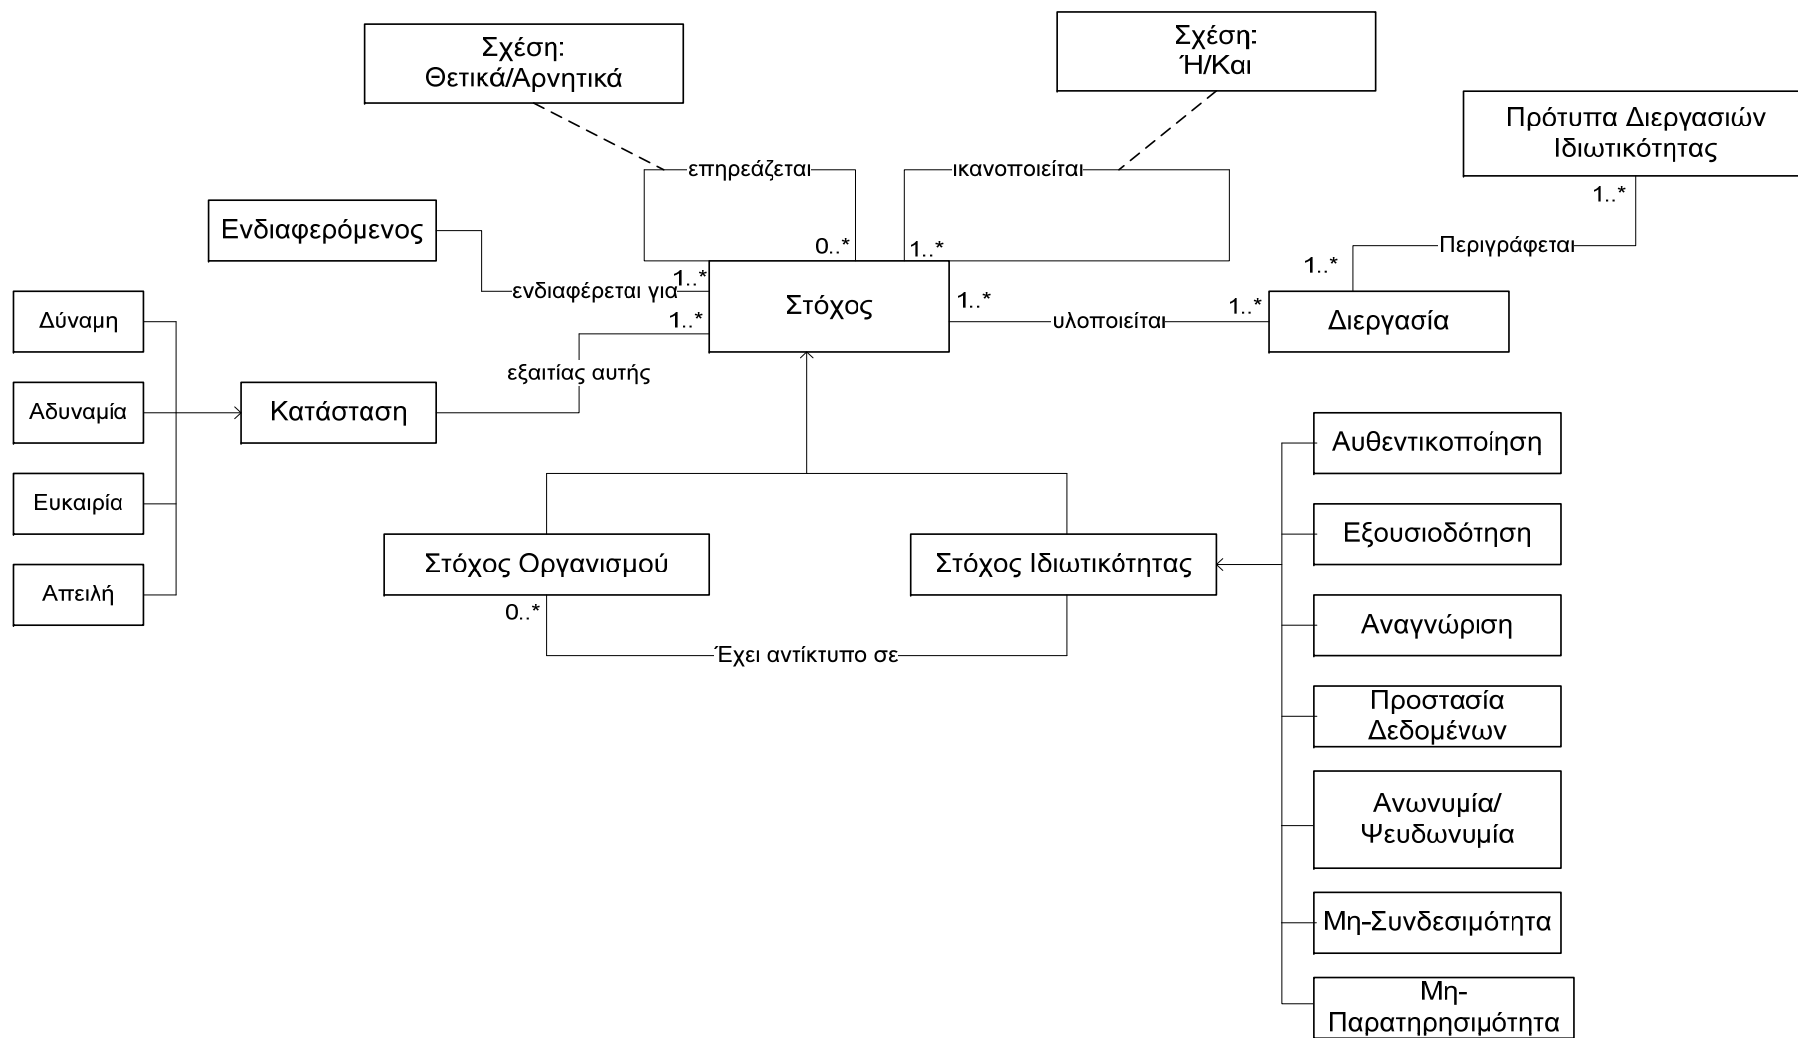 Σχέση:
Θετικά/Αρνητικά
Σχέση:
Ή/Και
Πρότυπα Διεργασιών
Ιδιωτικότητας
επηρεάζεται
ικανοποιείται
1..*
Ενδιαφερόμενος
0..*
1..*
Περιγράφεται
1..*
1..*
ενδιαφέρεται για
Στόχος
1..*
1..*
Δύναμη
1..*
υλοποιείται
Διεργασία
εξαιτίας αυτής
Αδυναμία
Κατάσταση
Αυθεντικοποίηση
Ευκαιρία
Εξουσιοδότηση
Στόχος Οργανισμού
Στόχος Ιδιωτικότητας
Απειλή
0..*
Αναγνώριση
Έχει αντίκτυπο σε
Προστασία
Δεδομένων
Ανωνυμία/
Ψευδωνυμία
Μη-Συνδεσιμότητα
Μη-
Παρατηρησιμότητα